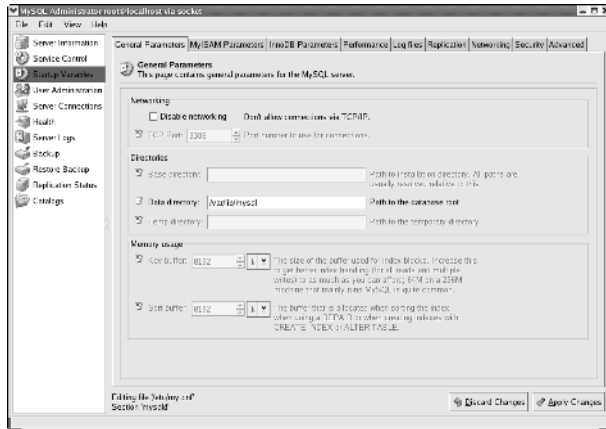 MySQL Administrator root@localhost via socket
File Edit View Help
Server Information
Service Control
Startup Variables
User Administration
Server Connections
Health
Server Logs
Backup
Restore Backup
Replication Status
Catalogs
General Parameters MyISAM Parameters InnoDB Parameters Performance Log files Replication Networking Security Advanced
General Parameters
This page contains general parameters for the MySQL server.
Networking
Disable networking Don't allow connections via TCP/IP.
TCP Port: 3306 Port number to use for connections.
Directories
Base directory: Path to installation directory. All paths are
usually resolved relative to this.
Data directory: /var/lib/mysql Path to the database root
Temp directory: Path to the temporary directory.
Memory usage
Key buffer: 8192 k The size of the buffer used for index blocks. Increase this
to get better index handling (for all reads and multiple
writes) to as much as you can afford; 64M on a 256M
machine that mainly runs MySQL is quite common.
Sort buffer: 8192 k The buffer that is allocated when sorting the index
when doing a REPAIR or when creating indexes with
CREATE INDEX or ALTER TABLE.
Editing file '/etc/my.cnf'
Section 'mysqld'
Discard Changes Apply Changes